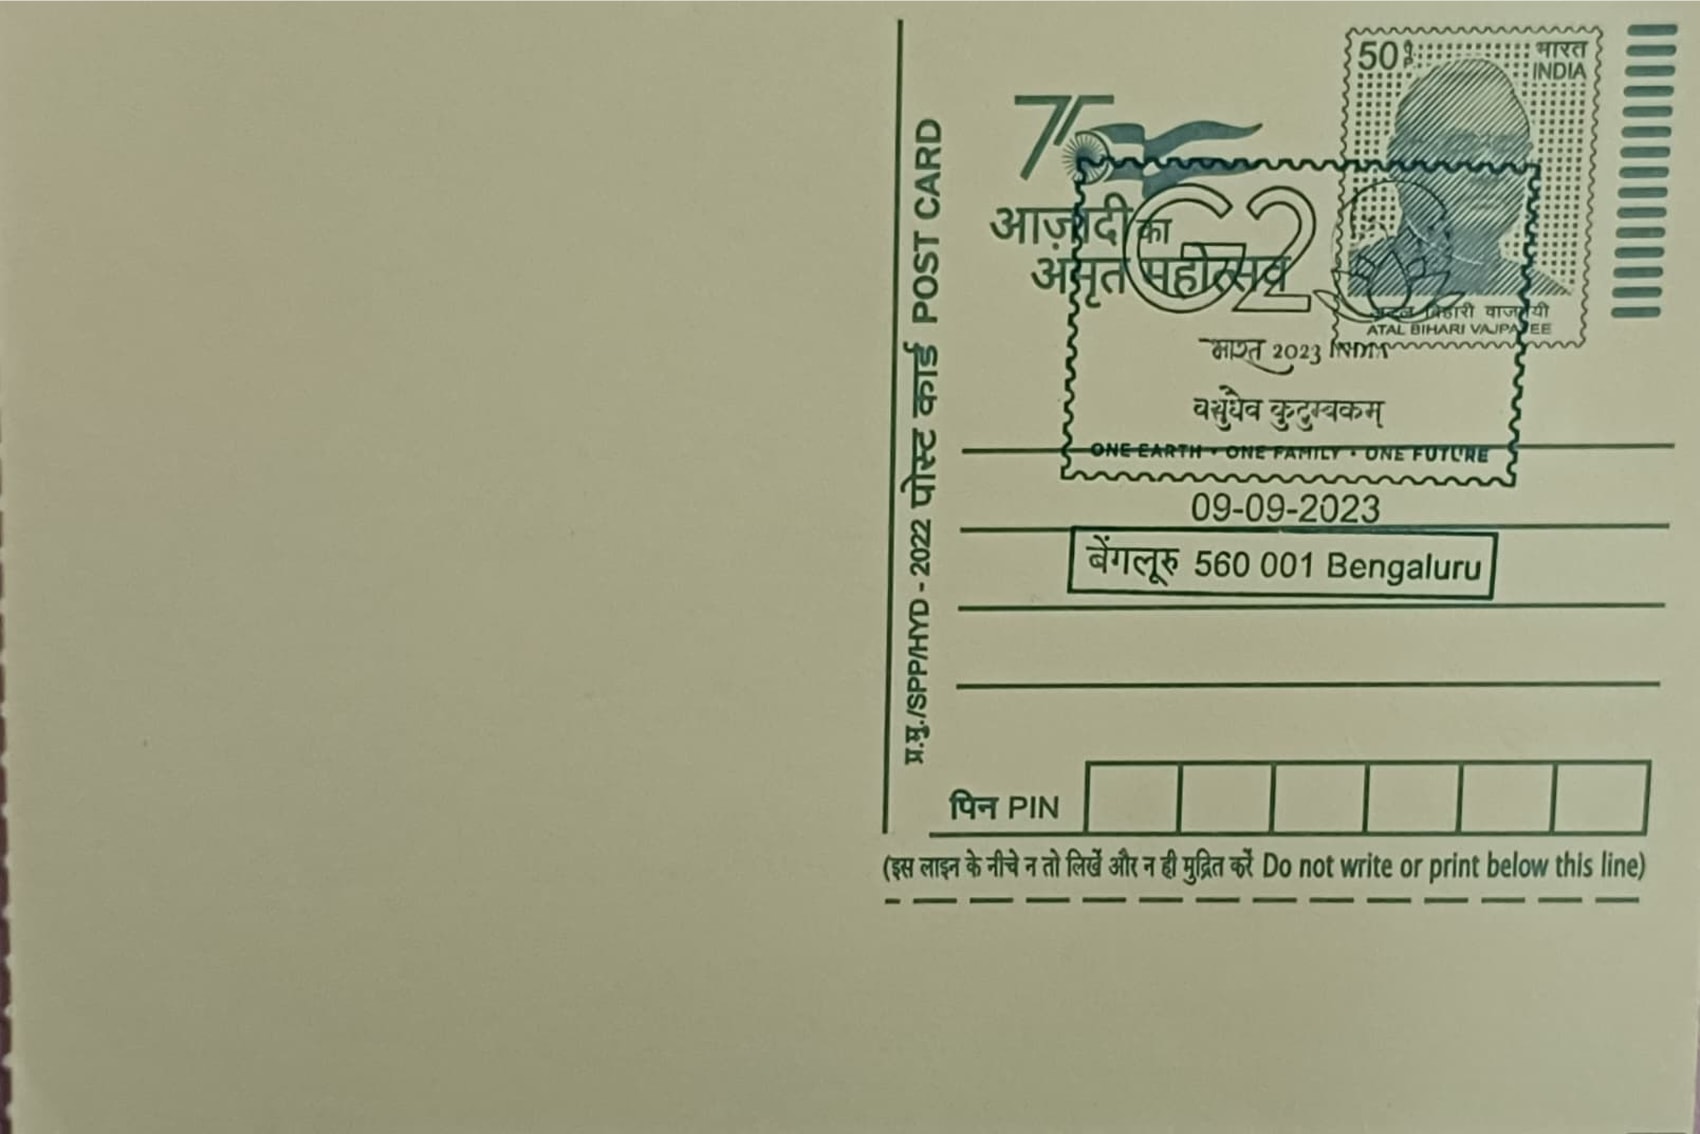 प्र.मु./SPP/HYD - 2022 पोस्ट कार्ड POST CARD
75
आज़ादी का
अमृत महोत्सव
50 पै.
भारत
INDIA
अटल बिहारी वाजपेयी
ATAL BIHARI VAJPAYEE
G20
भारत 2023 INDIA
वसुधैव कुटुम्बकम्
ONE EARTH • ONE FAMILY • ONE FUTURE
09-09-2023
बेंगलूरु 560 001 Bengaluru
पिन PIN
(इस लाइन के नीचे न तो लिखें और न ही मुद्रित करें Do not write or print below this line)